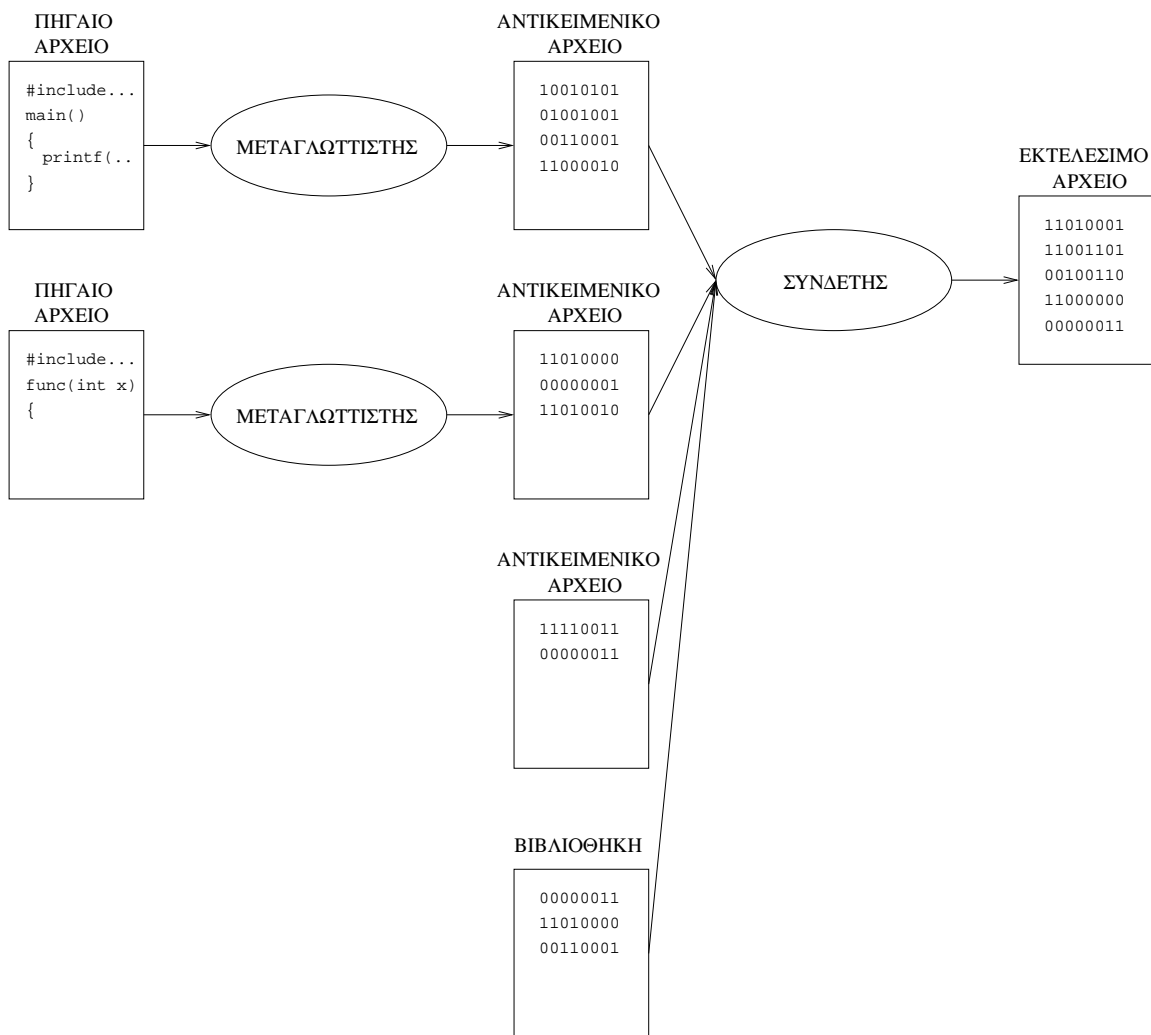 ΠΗΓΑΙΟ
ΑΡΧΕΙΟ
#include...
main()
{
printf(..
}
ΜΕΤΑΓΛΩΤΤΙΣΤΗΣ
ΑΝΤΙΚΕΙΜΕΝΙΚΟ
ΑΡΧΕΙΟ
10010101
01001001
00110001
11000010
ΠΗΓΑΙΟ
ΑΡΧΕΙΟ
#include...
func(int x)
{
ΜΕΤΑΓΛΩΤΤΙΣΤΗΣ
ΑΝΤΙΚΕΙΜΕΝΙΚΟ
ΑΡΧΕΙΟ
11010000
00000001
11010010
ΑΝΤΙΚΕΙΜΕΝΙΚΟ
ΑΡΧΕΙΟ
11110011
00000011
ΒΙΒΛΙΟΘΗΚΗ
00000011
11010000
00110001
ΣΥΝΔΕΤΗΣ
ΕΚΤΕΛΕΣΙΜΟ
ΑΡΧΕΙΟ
11010001
11001101
00100110
11000000
00000011